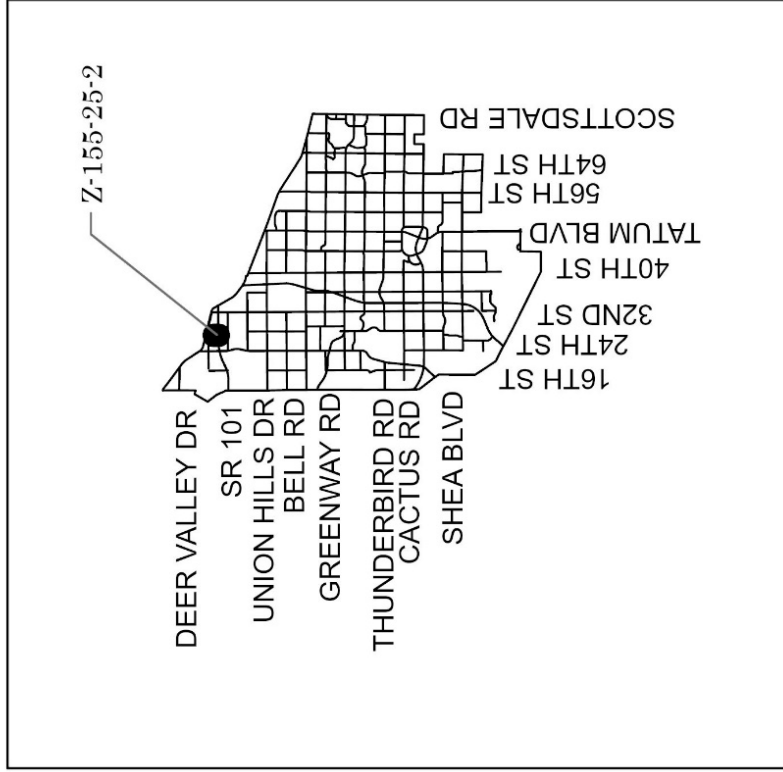 Z-155-25-2
SCOTTSDALE RD
64TH ST
56TH ST
TATUM BLVD
40TH ST
32ND ST
24TH ST
16TH ST
DEER VALLEY DR
SR 101
UNION HILLS DR
BELL RD
GREENWAY RD
THUNDERBIRD RD
CACTUS RD
SHEA BLVD